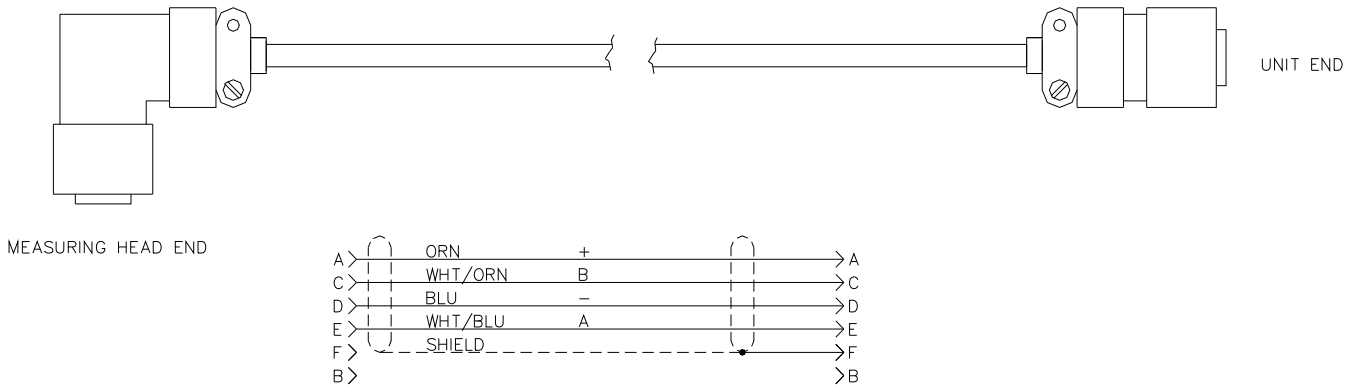 UNIT END
MEASURING HEAD END
A ORN + A
C WHT/ORN B C
D BLU - D
E WHT/BLU A E
F SHIELD F
B B